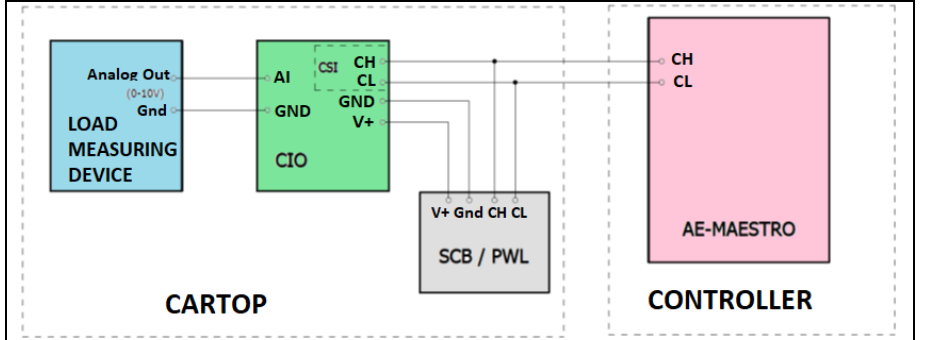 Analog Out
(0-10V)
Gnd
LOAD
MEASURING
DEVICE
AI
GND
CSI
CH
CL
GND
V+
CIO
V+ Gnd CH CL
SCB / PWL
CARTOP
CH
CL
AE-MAESTRO
CONTROLLER